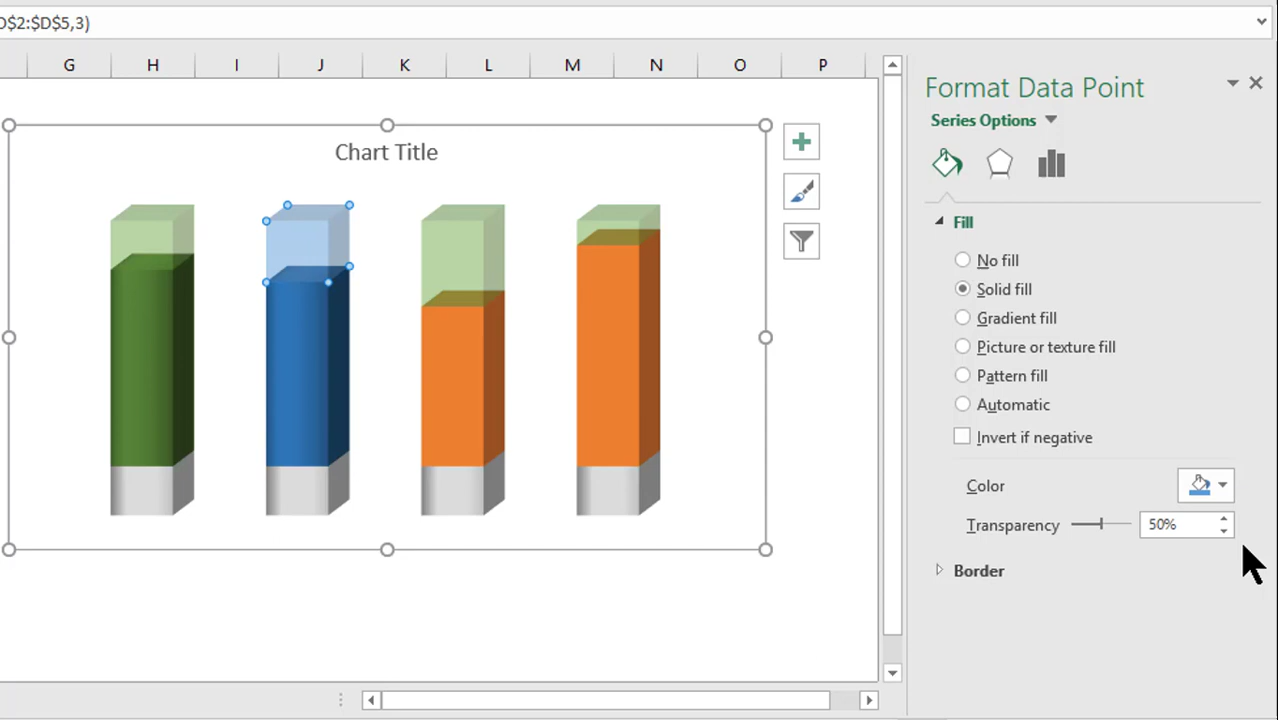 D$2:$D$5,3)
G H I J K L M N O P
Format Data Point
Series Options
Chart Title
Fill
No fill
Solid fill
Gradient fill
Picture or texture fill
Pattern fill
Automatic
Invert if negative
Color
Transparency 50%
Border